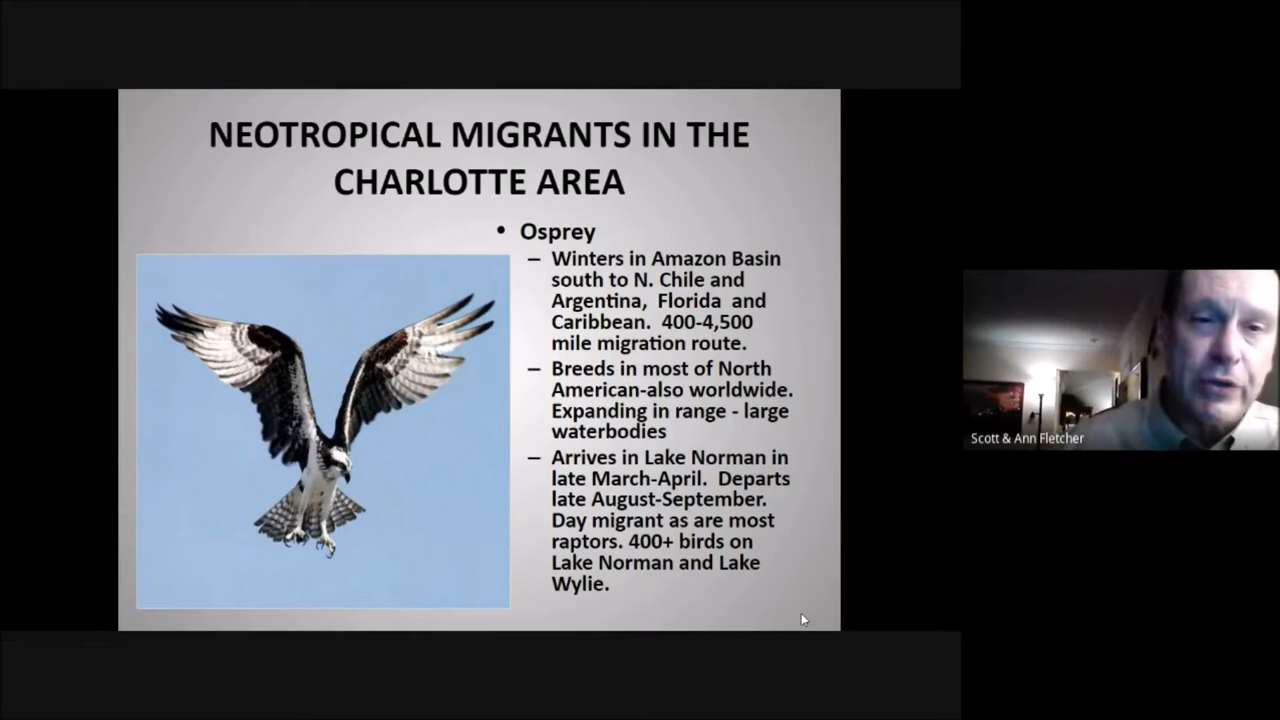 NEOTROPICAL MIGRANTS IN THE
CHARLOTTE AREA
• Osprey
– Winters in Amazon Basin
south to N. Chile and
Argentina, Florida and
Caribbean. 400-4,500
mile migration route.
– Breeds in most of North
American-also worldwide.
Expanding in range - large
waterbodies
– Arrives in Lake Norman in
late March-April. Departs
late August-September.
Day migrant as are most
raptors. 400+ birds on
Lake Norman and Lake
Wylie.
Scott & Ann Fletcher